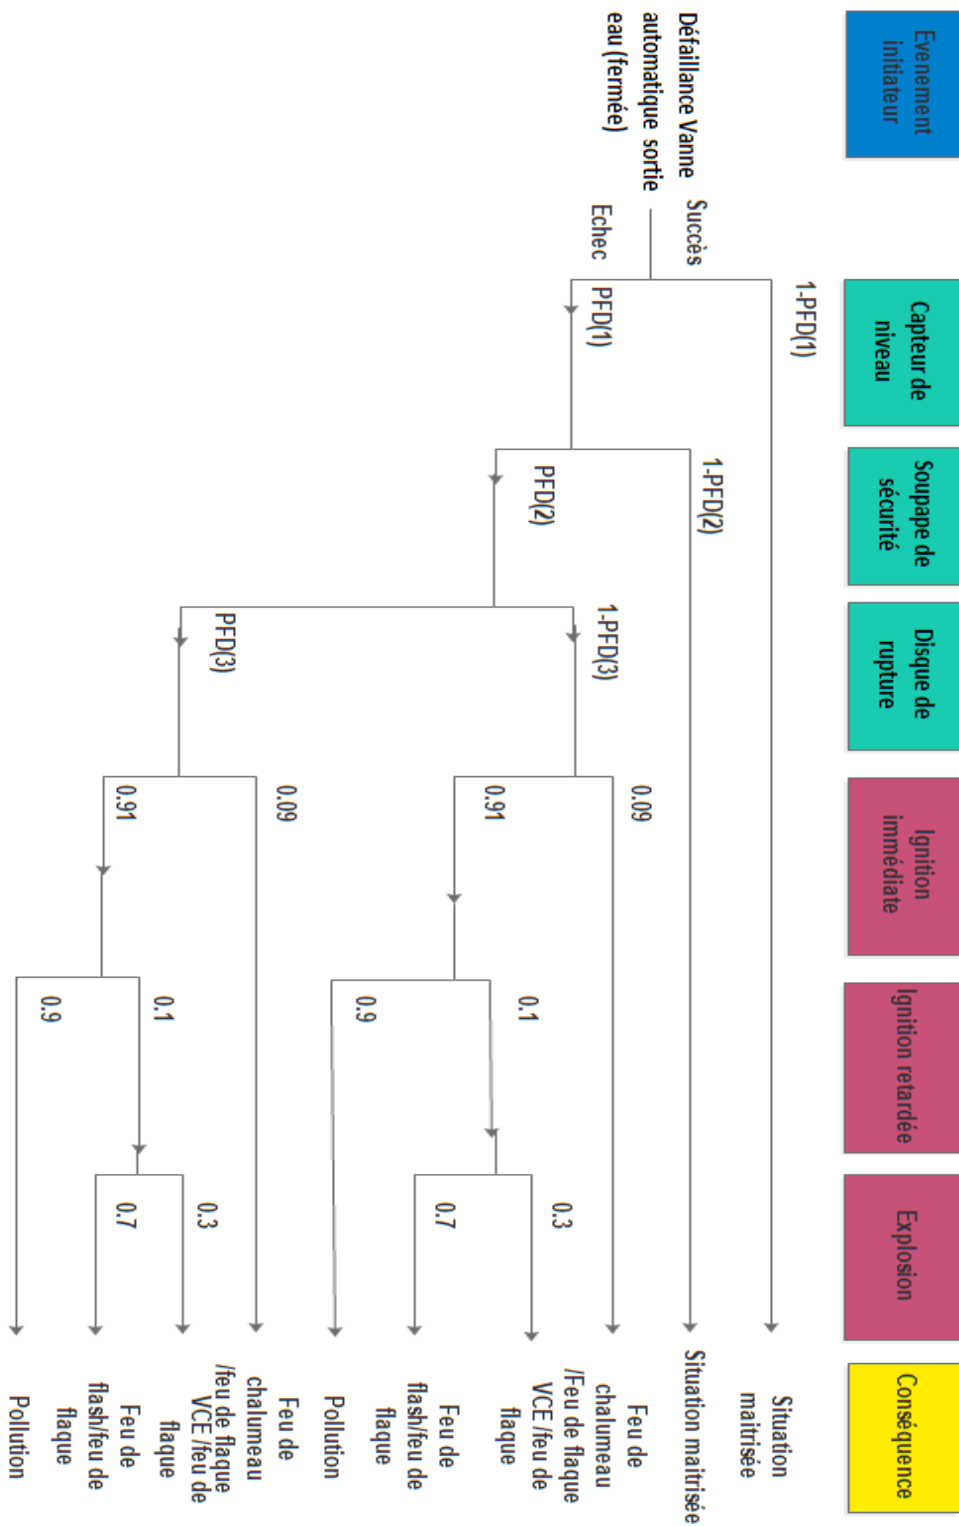 Evenement
initiateur
Capteur de
niveau
Soupape de
sécurité
Disque de
rupture
Ignition
immédiate
Ignition retardée
Explosion
Conséquence
Défaillance Vanne
automatique sortie
eau (fermée)
Succès
Echec
1-PFD(1)
PFD(1)
1-PFD(2)
PFD(2)
1-PFD(3)
PFD(3)
0.09
0.91
0.1
0.9
0.3
0.7
0.09
0.91
0.1
0.9
0.3
0.7
Situation
maitrisée
Situation maitrisée
Feu de
chalumeau
/Feu de flaque
VCE /feu de
flaque
Feu de
flash/feu de
flaque
Pollution
Feu de
chalumeau
/feu de flaque
VCE /feu de
flaque
Feu de
flash/feu de
flaque
Pollution